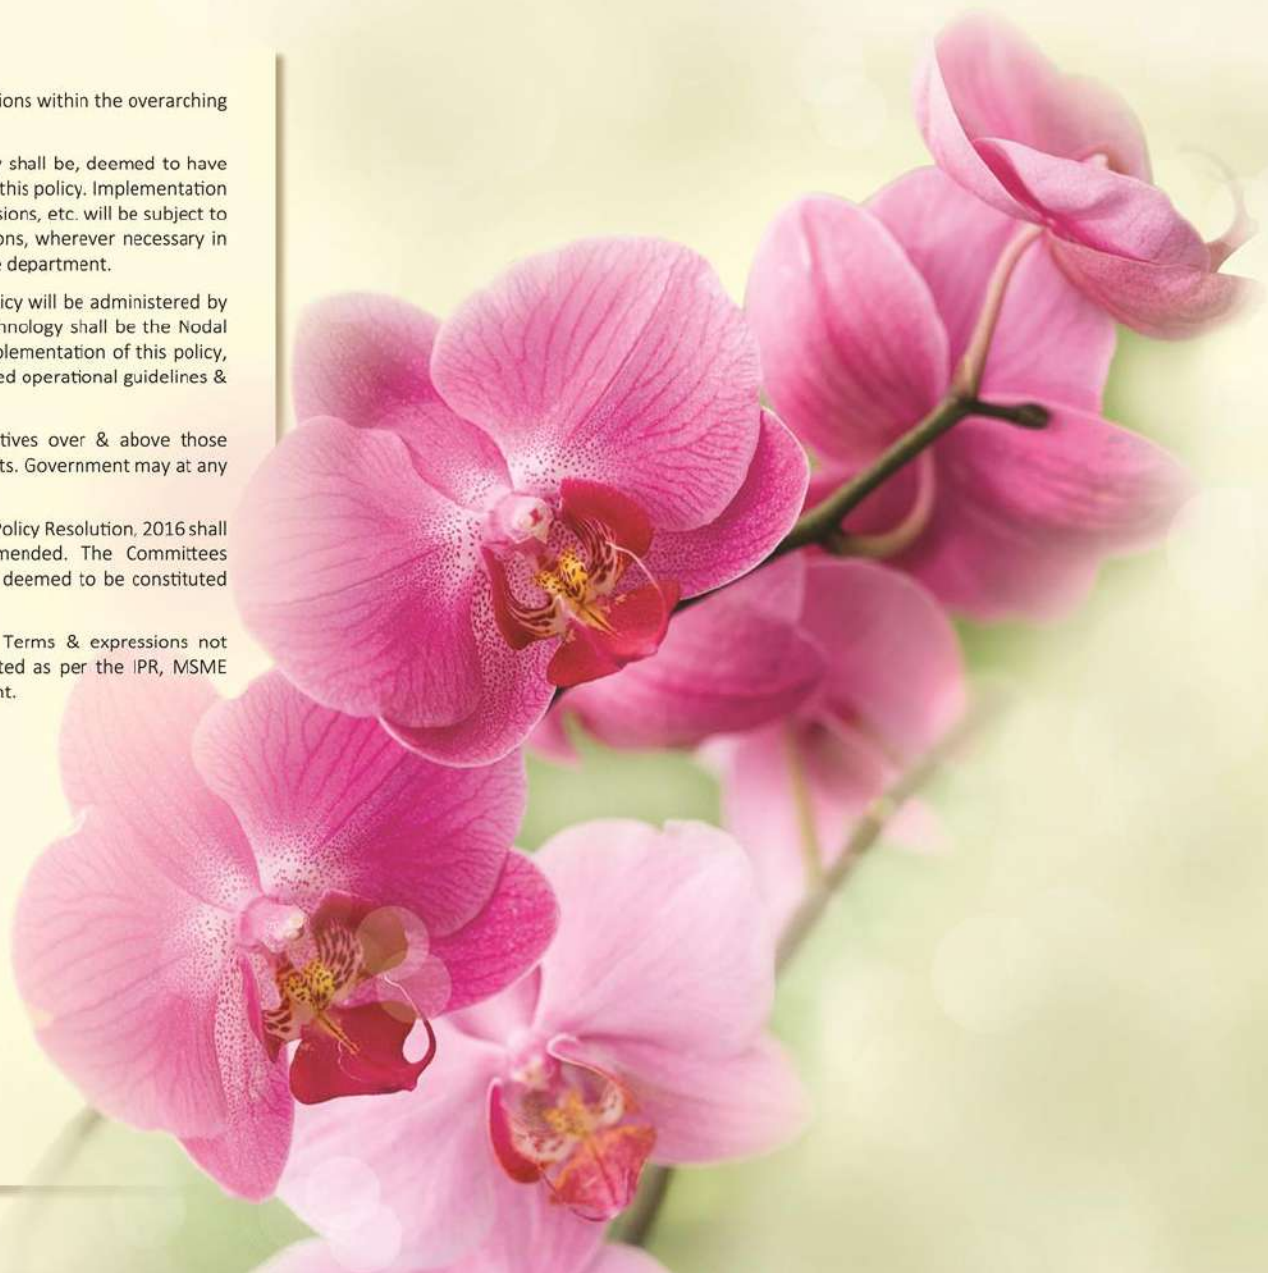 ions within the overarching
shall be, deemed to have
this policy. Implementation
sions, etc. will be subject to
ons, wherever necessary in
department.
icy will be administered by
hnology shall be the Nodal
plementation of this policy,
ed operational guidelines &
tives over & above those
ts. Government may at any
Policy Resolution, 2016 shall
mended. The Committees
deemed to be constituted
Terms & expressions not
ted as per the IPR, MSME
nt.